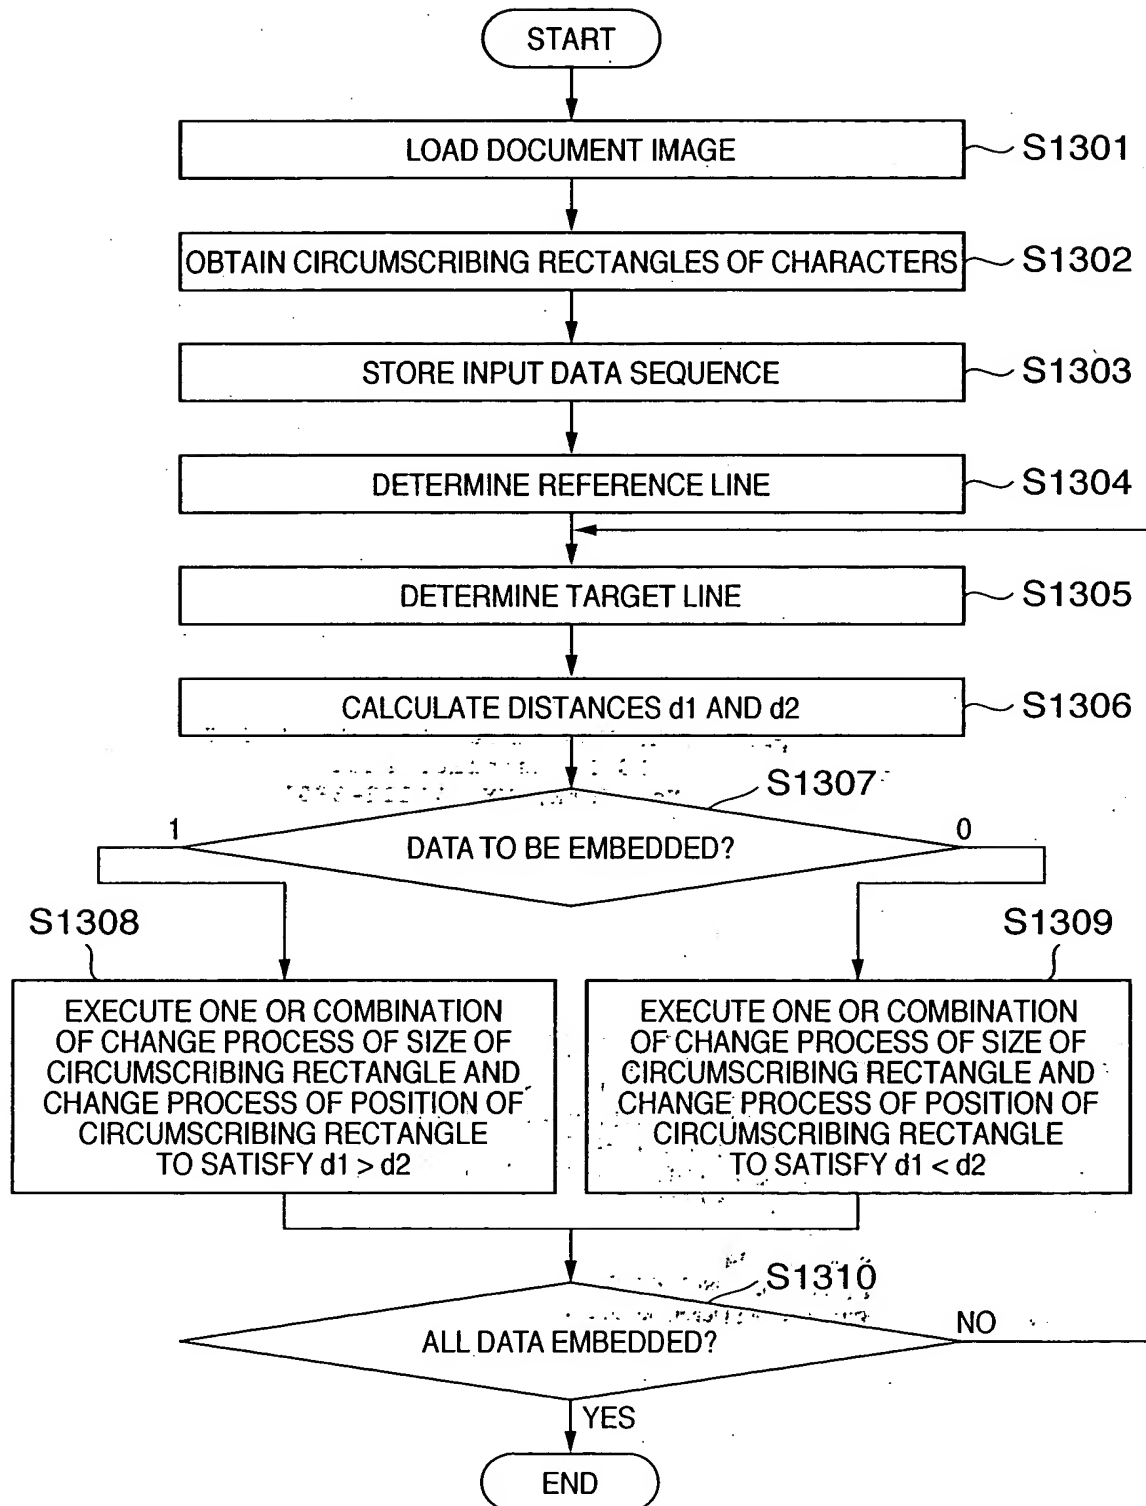 START
LOAD DOCUMENT IMAGE
S1301
OBTAIN CIRCUMSCRIBING RECTANGLES OF CHARACTERS
S1302
STORE INPUT DATA SEQUENCE
S1303
DETERMINE REFERENCE LINE
S1304
DETERMINE TARGET LINE
S1305
CALCULATE DISTANCES d1 AND d2
S1306
S1307
1
DATA TO BE EMBEDDED?
0
S1308
EXECUTE ONE OR COMBINATION
OF CHANGE PROCESS OF SIZE OF
CIRCUMSCRIBING RECTANGLE AND
CHANGE PROCESS OF POSITION OF
CIRCUMSCRIBING RECTANGLE
TO SATISFY d1 > d2
S1309
EXECUTE ONE OR COMBINATION
OF CHANGE PROCESS OF SIZE OF
CIRCUMSCRIBING RECTANGLE AND
CHANGE PROCESS OF POSITION OF
CIRCUMSCRIBING RECTANGLE
TO SATISFY d1 < d2
S1310
ALL DATA EMBEDDED?
NO
YES
END